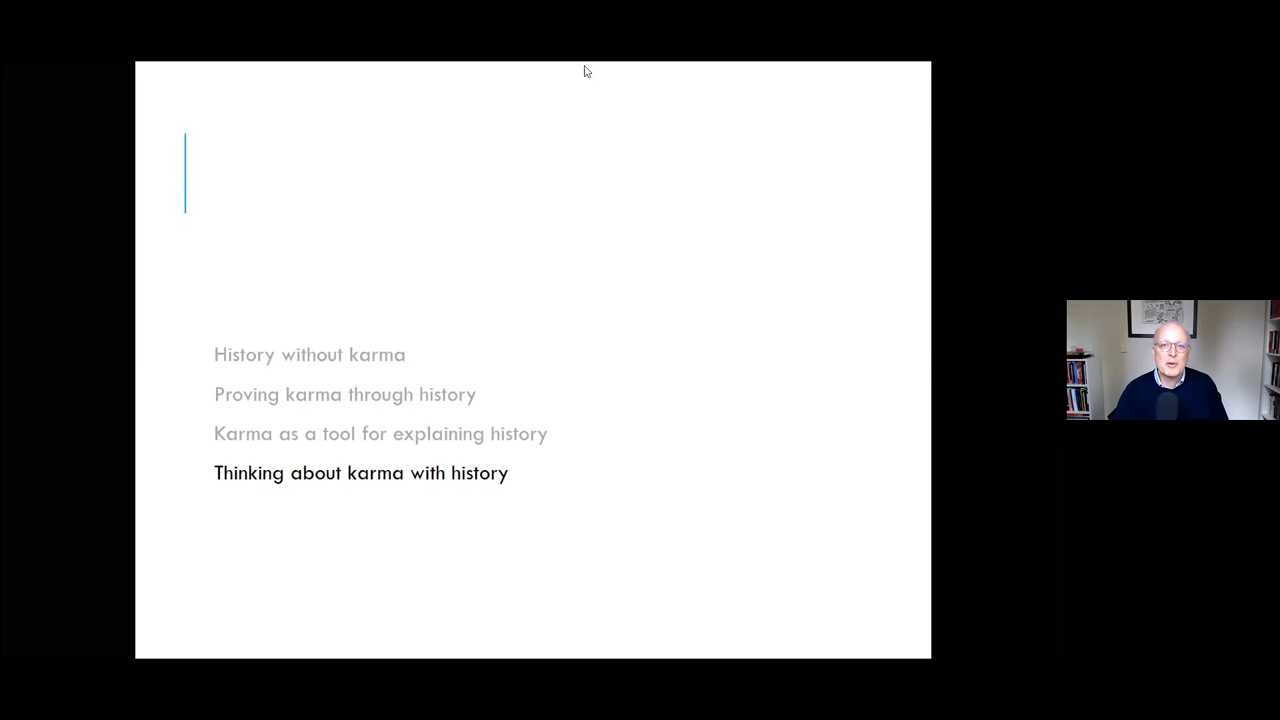 History without karma
Proving karma through history
Karma as a tool for explaining history
Thinking about karma with history